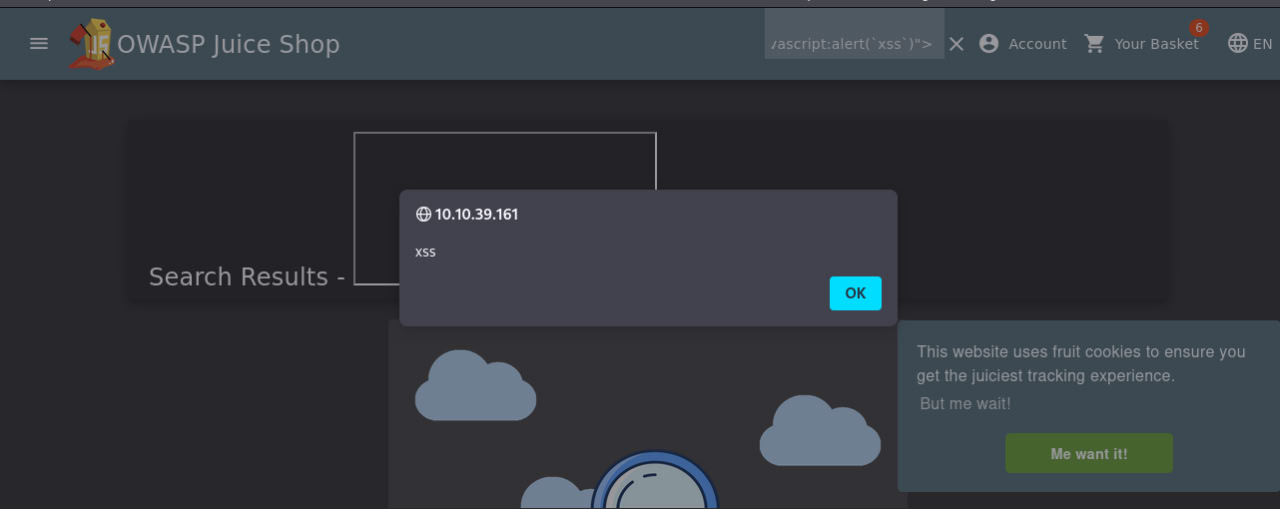 OWASP Juice Shop
vascript:alert(`xss`)">
Account
Your Basket
6
EN
Search Results -
10.10.39.161
xss
OK
This website uses fruit cookies to ensure you
get the juiciest tracking experience.
But me wait!
Me want it!